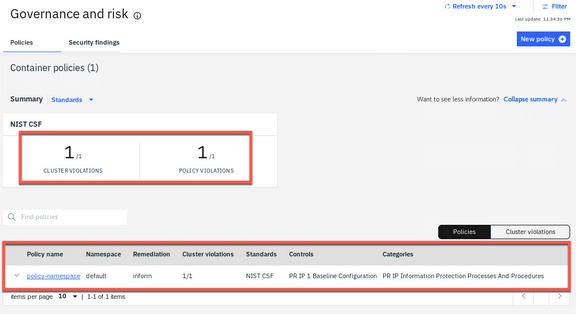 Governance and risk
Refresh every 10s
Filter
Last update: 11:34:30 PM
Policies
Security findings
New policy
Container policies (1)
Summary
Standards
Want to see less information? Collapse summary
NIST CSF
1 /1
1 /1
CLUSTER VIOLATIONS
POLICY VIOLATIONS
Find policies
Policies
Cluster violations
Policy name Namespace Remediation Cluster violations Standards Controls Categories
policy-namespace default inform 1/1 NIST CSF PR IP 1 Baseline Configuration PR IP Information Protection Processes And Procedures
items per page 10 | 1-1 of 1 items